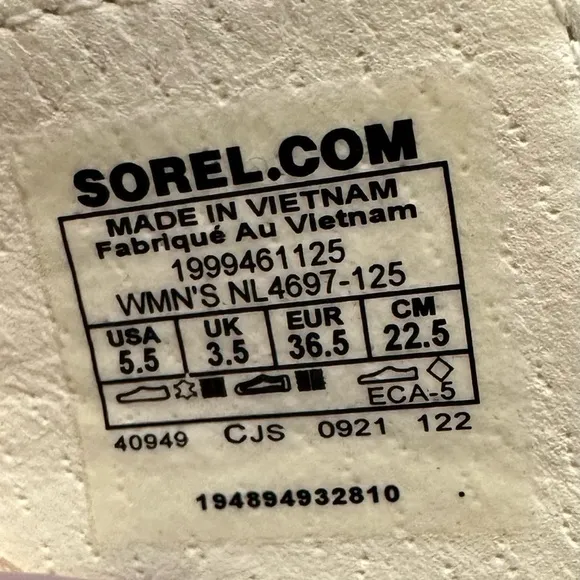 SOREL.COM
MADE IN VIETNAM
Fabriqué Au Vietnam
1999461125
WMN'S NL4697-125
USA UK EUR CM
5.5 3.5 36.5 22.5
ECA-5
40949 CJS 0921 122
194894932810